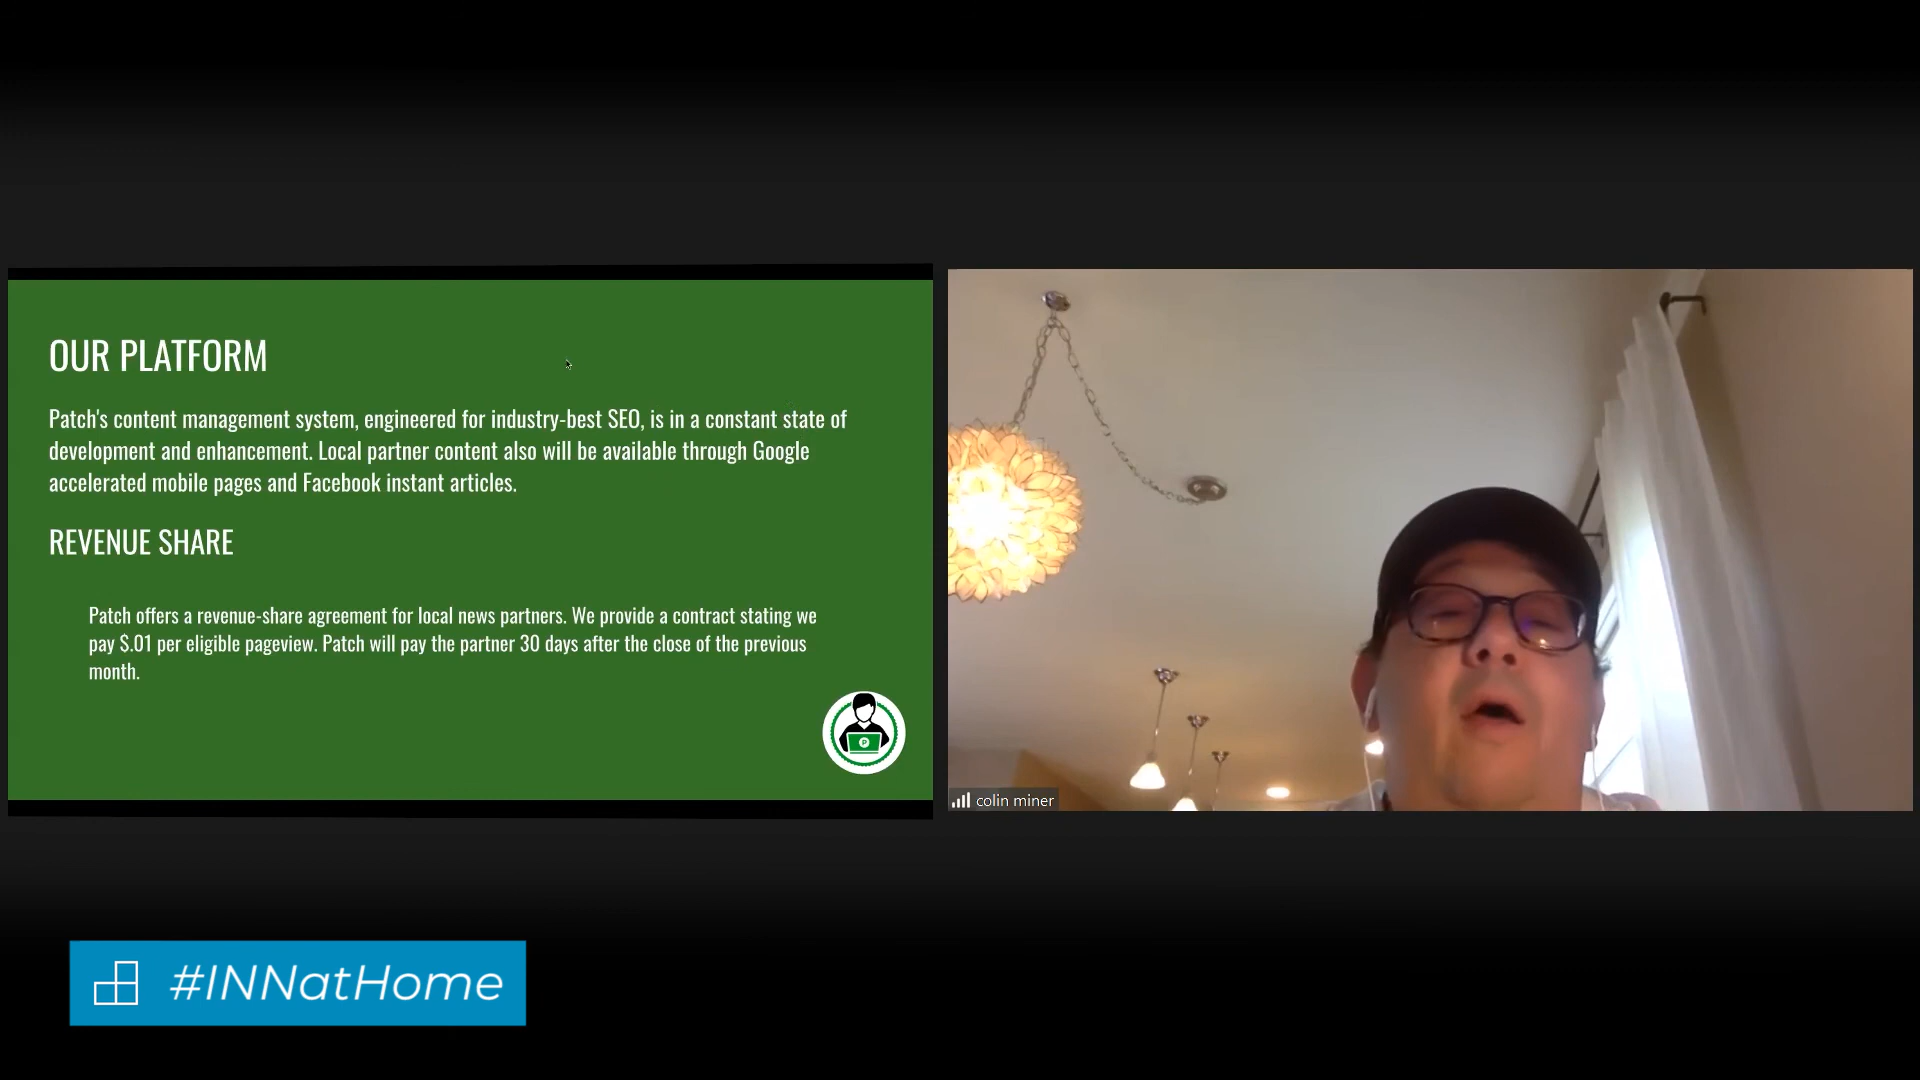 OUR PLATFORM
Patch's content management system, engineered for industry-best SEO, is in a constant state of
development and enhancement. Local partner content also will be available through Google
accelerated mobile pages and Facebook instant articles.
REVENUE SHARE
Patch offers a revenue-share agreement for local news partners. We provide a contract stating we
pay $.01 per eligible pageview. Patch will pay the partner 30 days after the close of the previous
month.
P
colin miner
#INNatHome